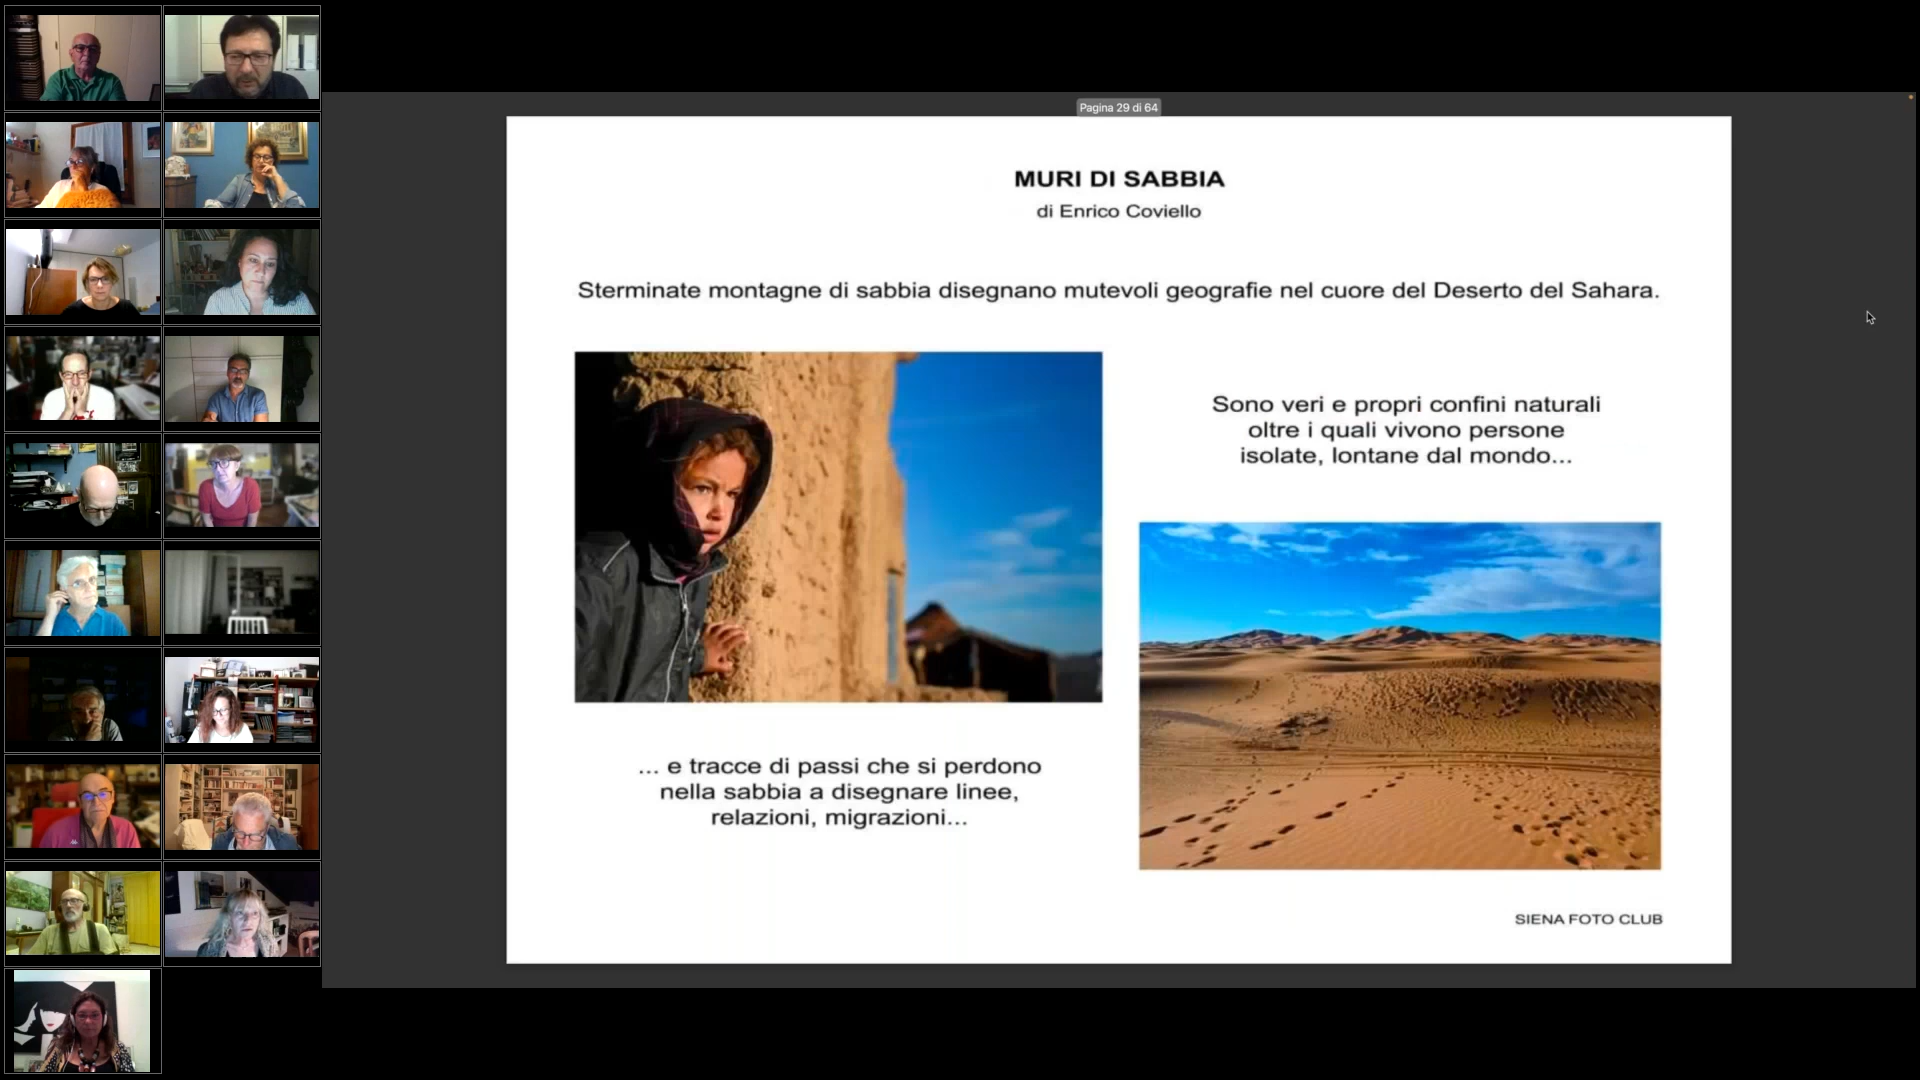 Pagina 29 di 64
MURI DI SABBIA
di Enrico Coviello
Sterminate montagne di sabbia disegnano mutevoli geografie nel cuore del Deserto del Sahara.
Sono veri e propri confini naturali
oltre i quali vivono persone
isolate, lontane dal mondo...
... e tracce di passi che si perdono
nella sabbia a disegnare linee,
relazioni, migrazioni...
SIENA FOTO CLUB